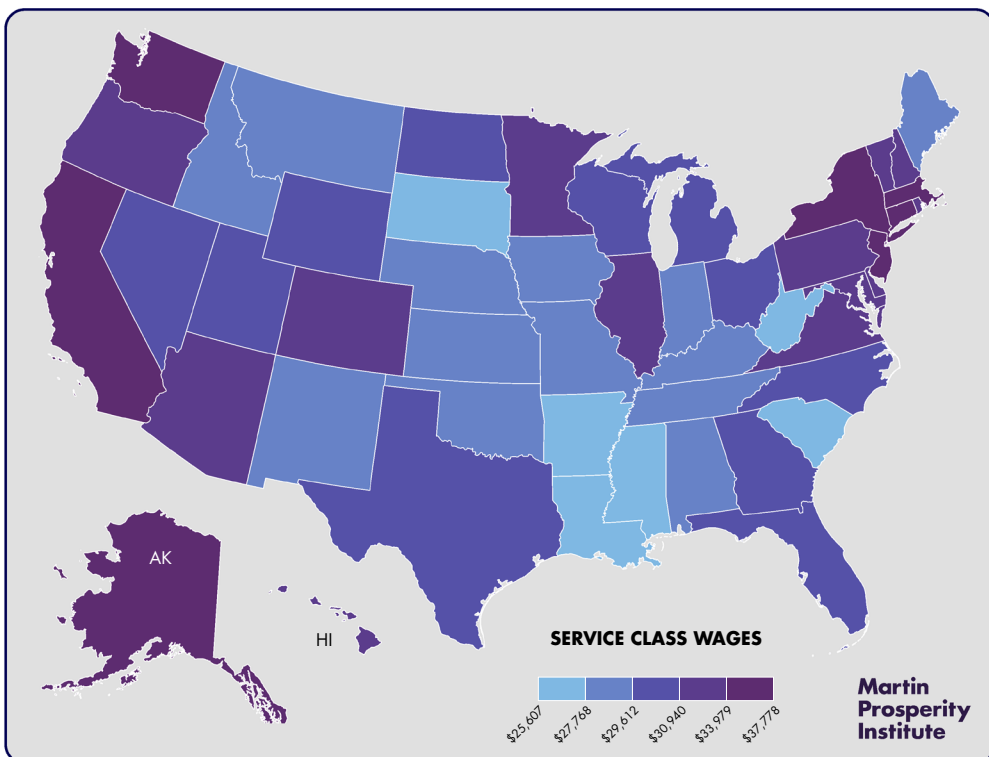 AK
HI
SERVICE CLASS WAGES
$25,607
$27,768
$29,612
$30,940
$33,979
$37,778
Martin
Prosperity
Institute